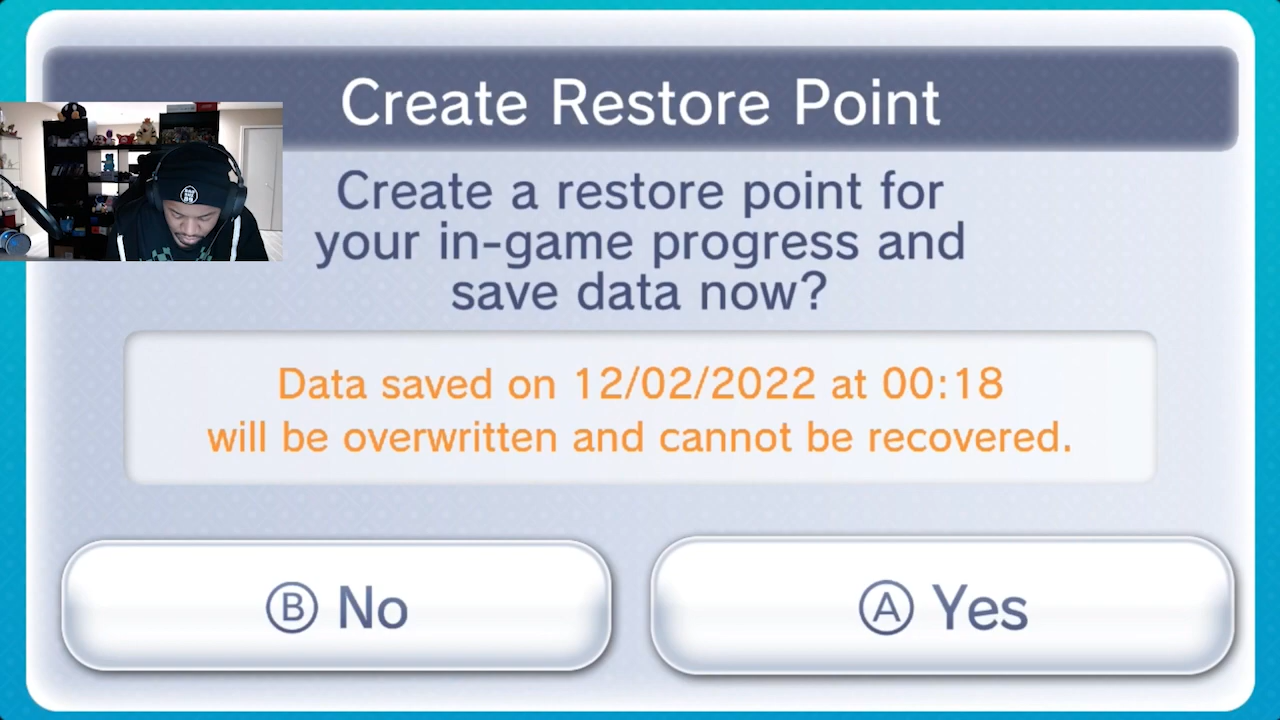 Create Restore Point
Create a restore point for
your in-game progress and
save data now?
Data saved on 12/02/2022 at 00:18
will be overwritten and cannot be recovered.
Ⓑ No
Ⓐ Yes